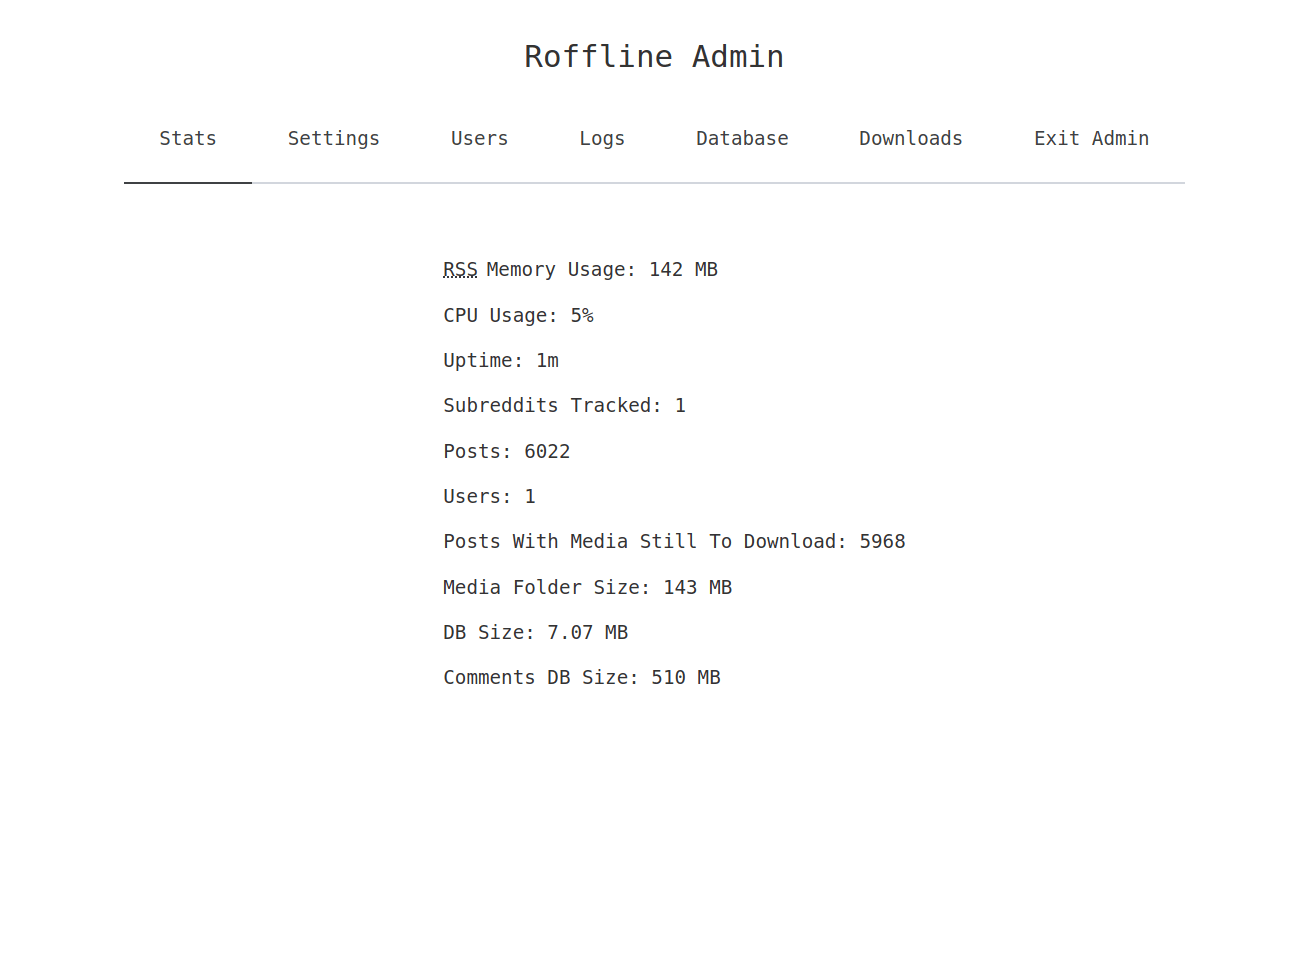 Roffline Admin
Stats Settings Users Logs Database Downloads Exit Admin
RSS Memory Usage: 142 MB
CPU Usage: 5%
Uptime: 1m
Subreddits Tracked: 1
Posts: 6022
Users: 1
Posts With Media Still To Download: 5968
Media Folder Size: 143 MB
DB Size: 7.07 MB
Comments DB Size: 510 MB